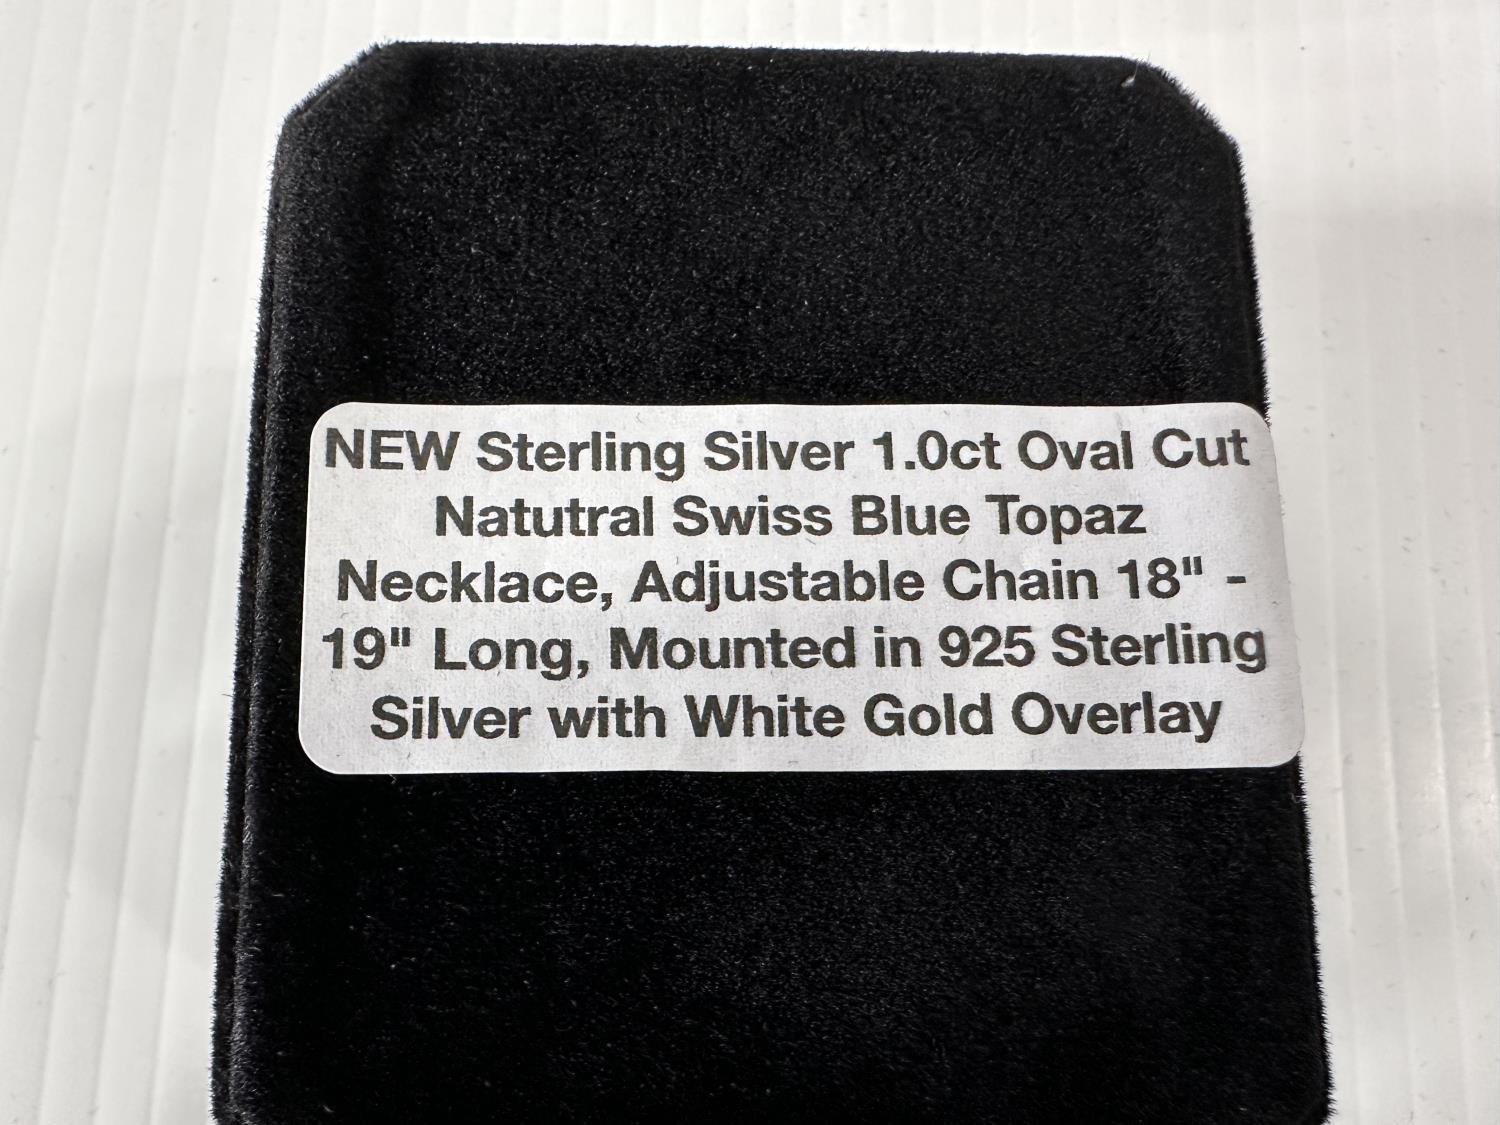 NEW Sterling Silver 1.0ct Oval Cut
Natutral Swiss Blue Topaz
Necklace, Adjustable Chain 18" -
19" Long, Mounted in 925 Sterling
Silver with White Gold Overlay